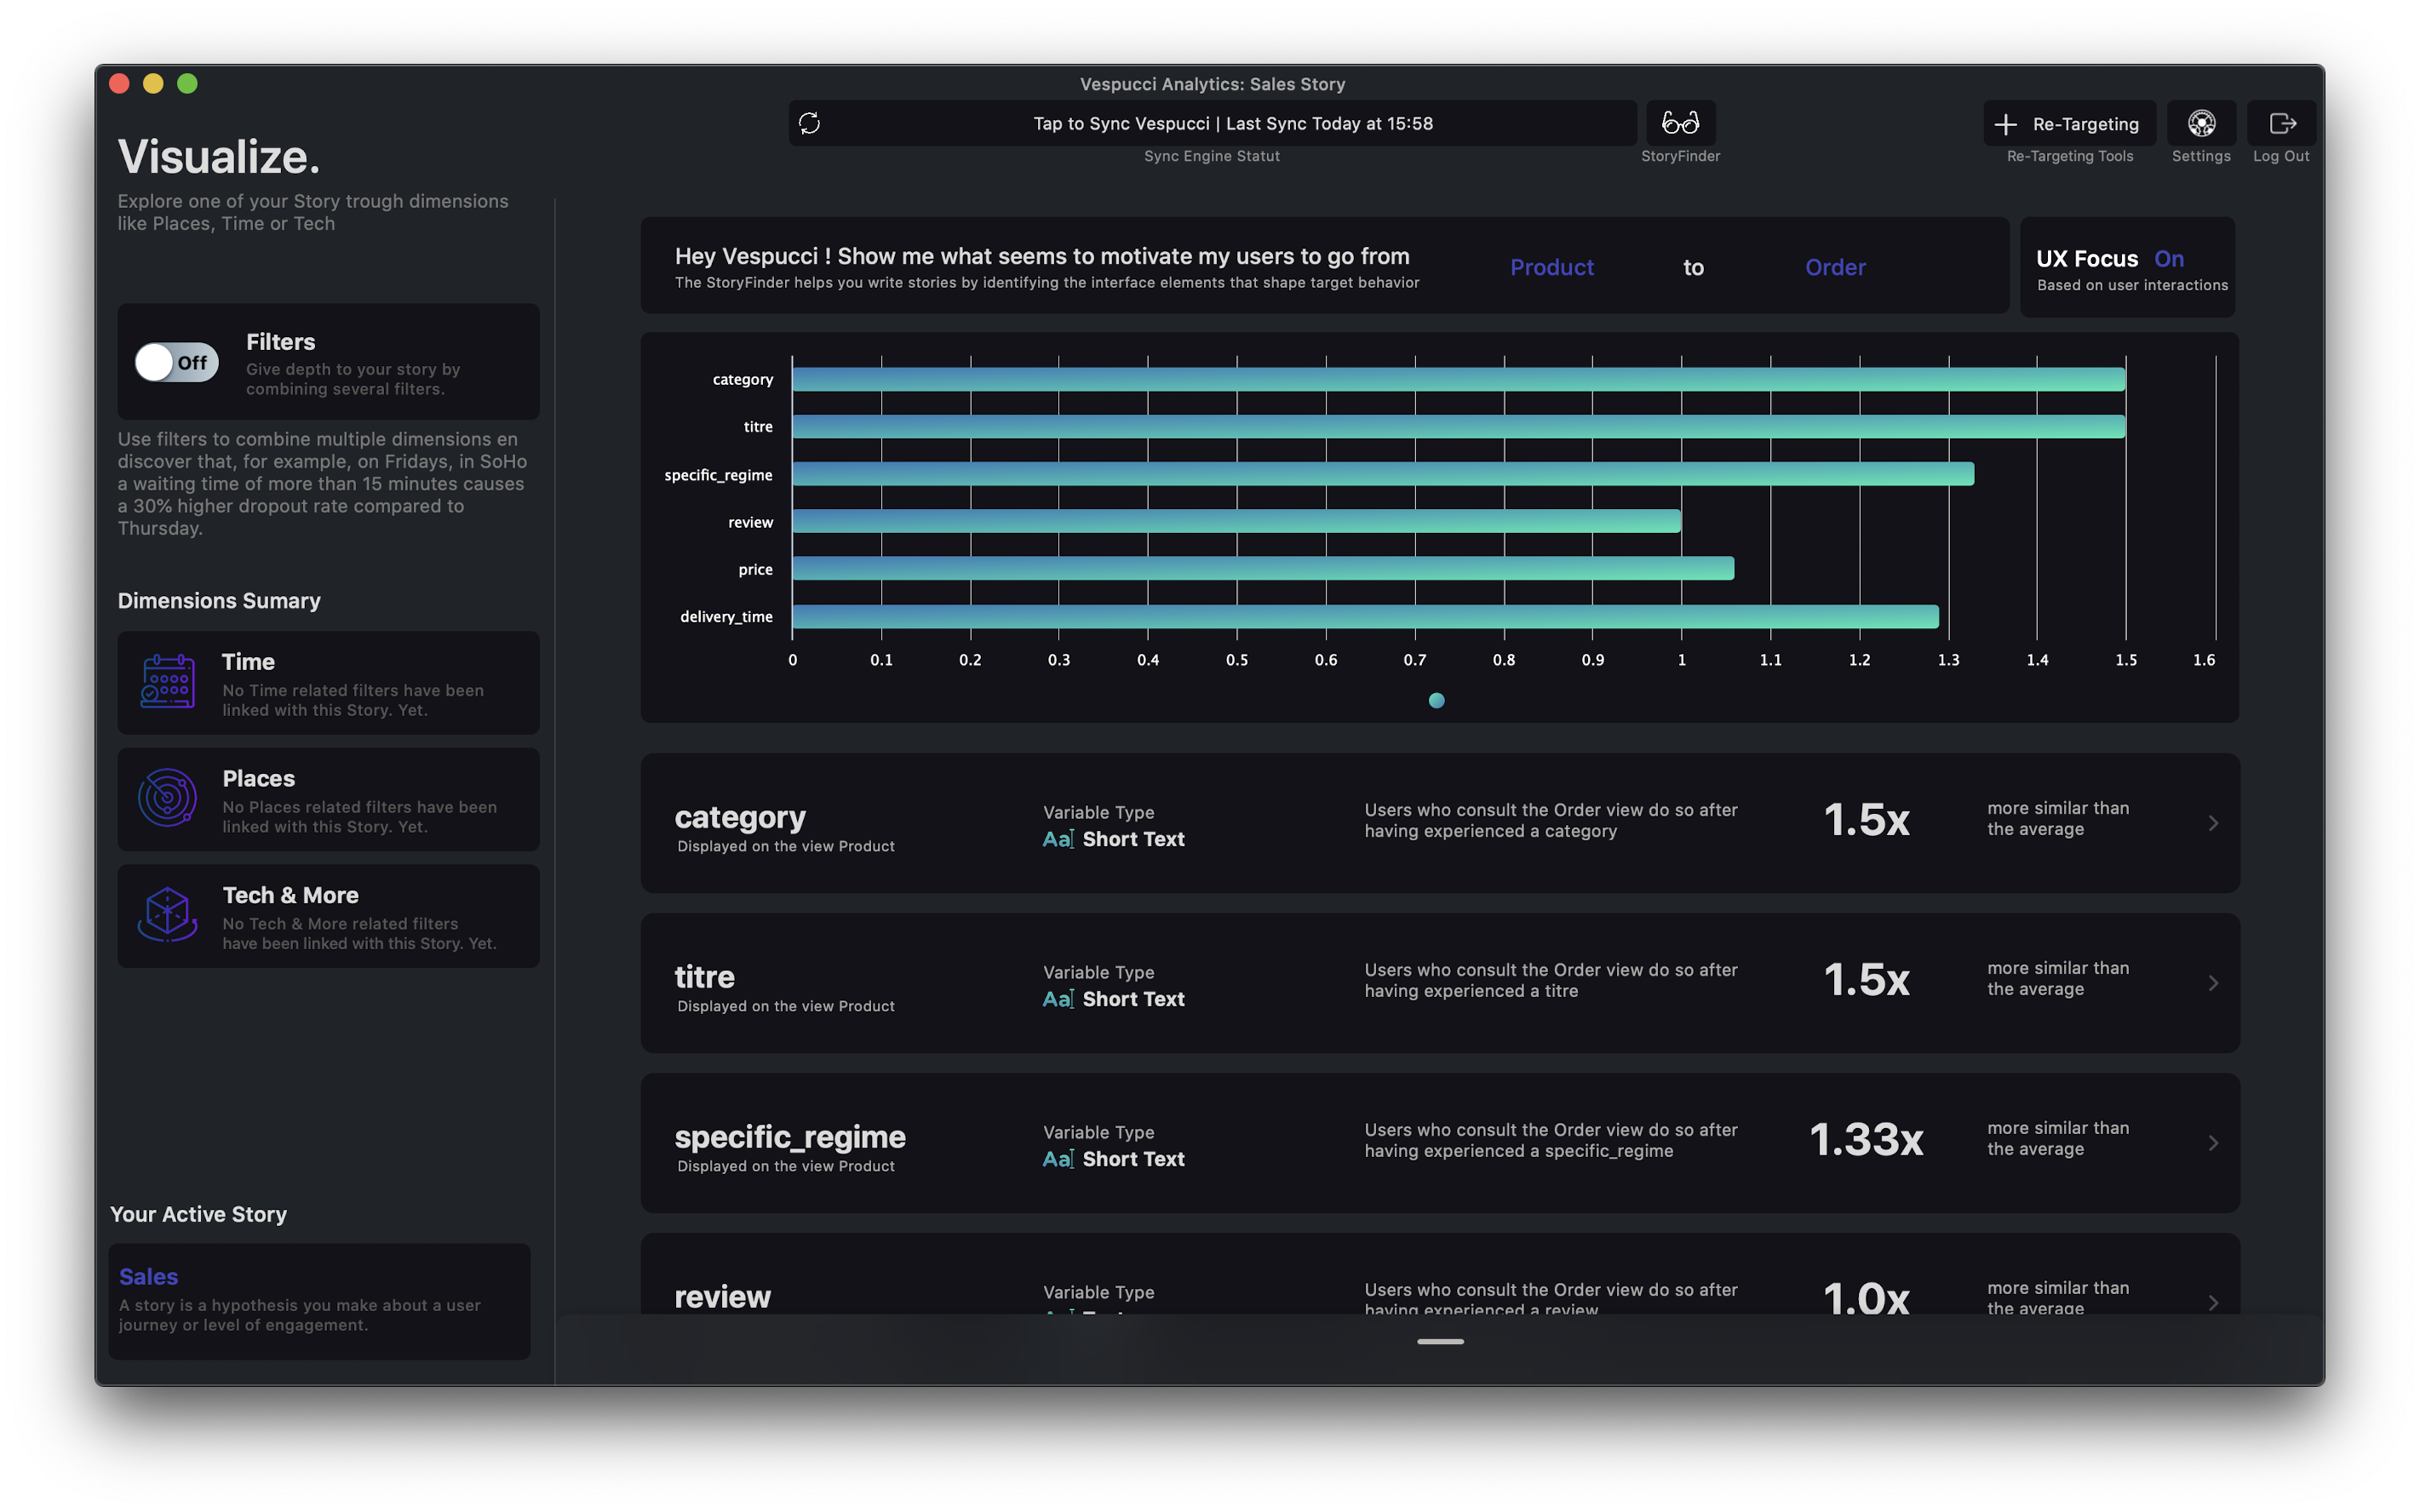 Vespucci Analytics: Sales Story
Tap to Sync Vespucci | Last Sync Today at 15:58
Sync Engine Statut
StoryFinder
Re-Targeting
Re-Targeting Tools
Settings
Log Out
Visualize.
Explore one of your Story trough dimensions
like Places, Time or Tech
Off
Filters
Give depth to your story by
combining several filters.
Use filters to combine multiple dimensions en
discover that, for example, on Fridays, in SoHo
a waiting time of more than 15 minutes causes
a 30% higher dropout rate compared to
Thursday.
Dimensions Sumary
Time
No Time related filters have been
linked with this Story. Yet.
Places
No Places related filters have been
linked with this Story. Yet.
Tech & More
No Tech & More related filters
have been linked with this Story. Yet.
Your Active Story
Sales
A story is a hypothesis you make about a user
journey or level of engagement.
Hey Vespucci ! Show me what seems to motivate my users to go from
The StoryFinder helps you write stories by identifying the interface elements that shape target behavior
Product to Order
UX Focus On
Based on user interactions
category
titre
specific_regime
review
price
delivery_time
0 0.1 0.2 0.3 0.4 0.5 0.6 0.7 0.8 0.9 1 1.1 1.2 1.3 1.4 1.5 1.6
category
Displayed on the view Product
Variable Type
Aa Short Text
Users who consult the Order view do so after
having experienced a category
1.5x
more similar than
the average
titre
Displayed on the view Product
Variable Type
Aa Short Text
Users who consult the Order view do so after
having experienced a titre
1.5x
more similar than
the average
specific_regime
Displayed on the view Product
Variable Type
Aa Short Text
Users who consult the Order view do so after
having experienced a specific_regime
1.33x
more similar than
the average
review
Variable Type
Users who consult the Order view do so after
having experienced a review
1.0x
more similar than
the average